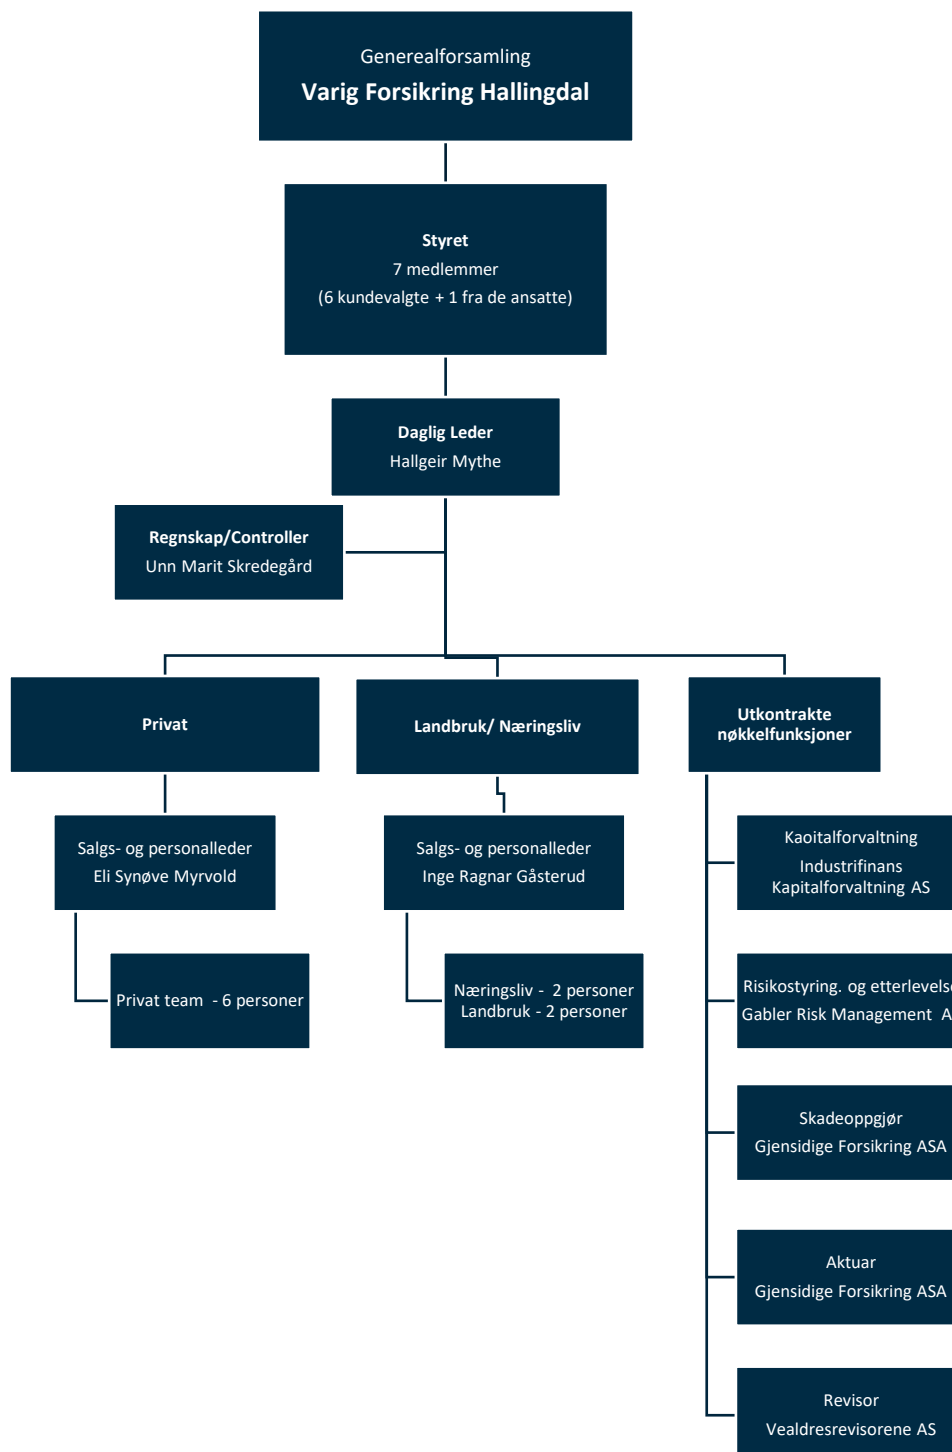 Generealforsamling
Varig Forsikring Hallingdal
Styret
7 medlemmer
(6 kundevalgte + 1 fra de ansatte)
Daglig Leder
Hallgeir Mythe
Regnskap/Controller
Unn Marit Skredegård
Privat
Landbruk/ Næringsliv
Utkontrakte
nøkkelfunksjoner
Salgs- og personalleder
Eli Synøve Myrvold
Privat team  - 6 personer
Salgs- og personalleder
Inge Ragnar Gåsterud
Næringsliv -  2 personer
Landbruk - 2 personer
Kaoitalforvaltning
Industrifinans
Kapitalforvaltning AS
Risikostyring. og etterlevelse
Gabler Risk Management  A
Skadeoppgjør
Gjensidige Forsikring ASA
Aktuar
Gjensidige Forsikring ASA
Revisor
Vealdresrevisorene AS